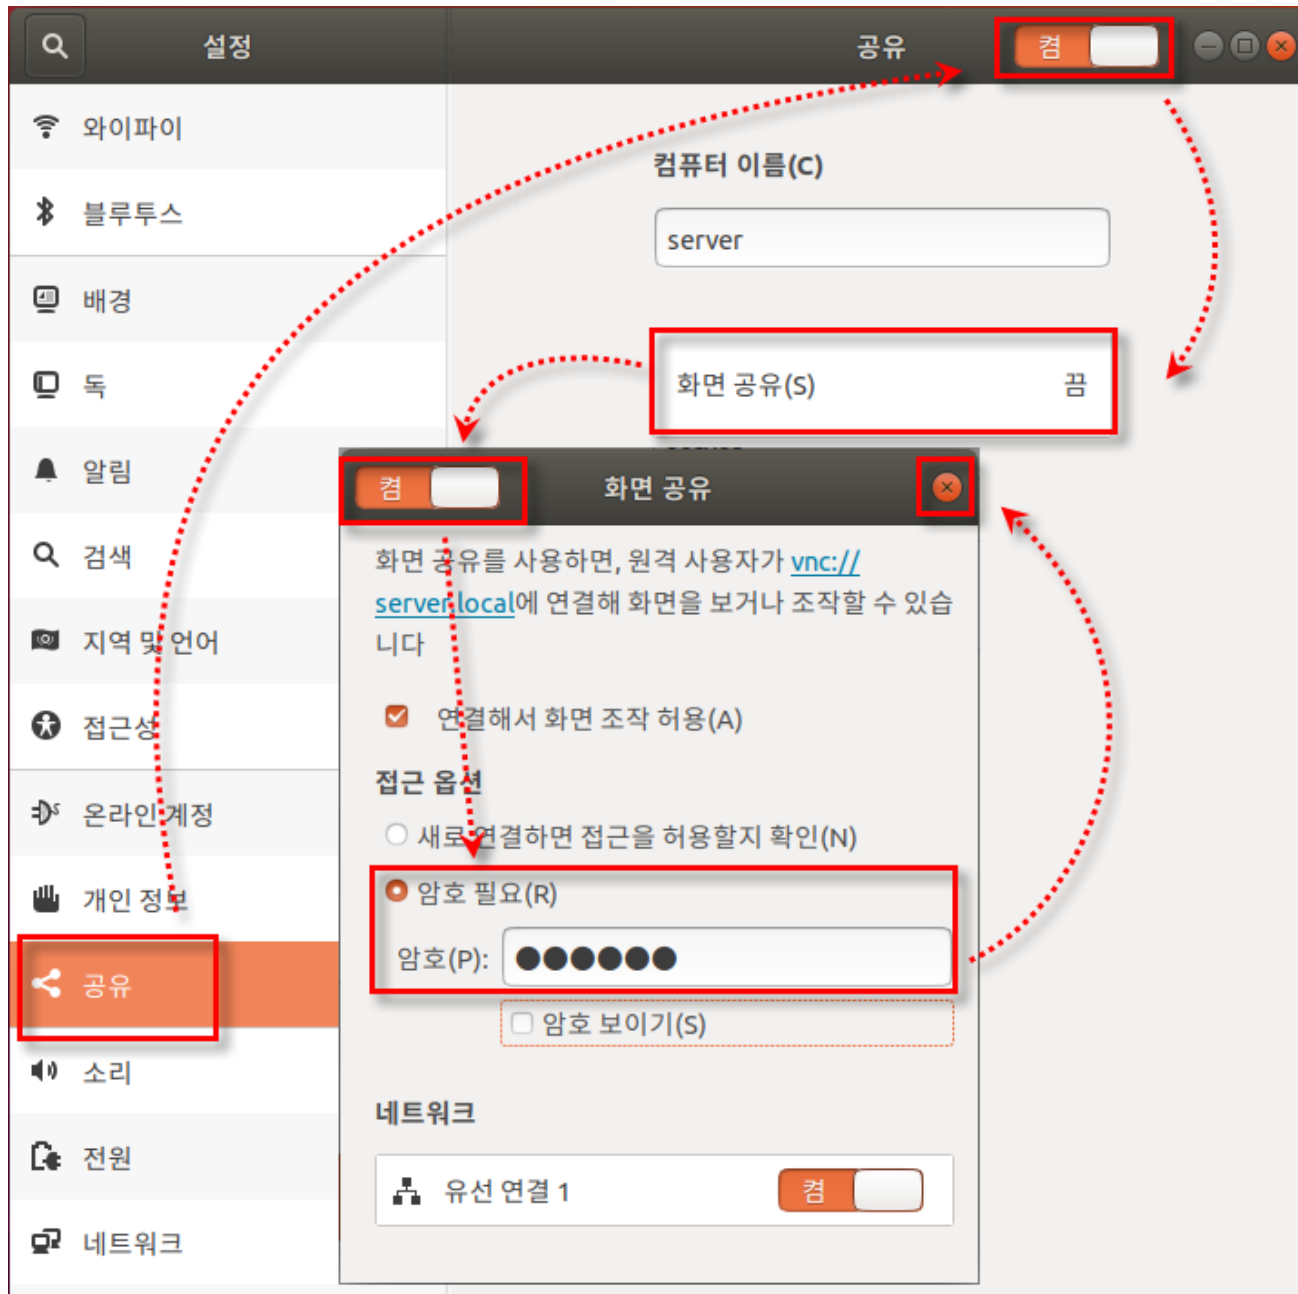 설정
공유
켬
와이파이
블루투스
배경
독
알림
검색
지역 및 언어
접근성
온라인 계정
개인 정보
공유
소리
전원
네트워크
컴퓨터 이름(C)
server
화면 공유(S) 끔
켬 화면 공유
화면 공유를 사용하면, 원격 사용자가 vnc://
server.local에 연결해 화면을 보거나 조작할 수 있습
니다
연결해서 화면 조작 허용(A)
접근 옵션
새로 연결하면 접근을 허용할지 확인(N)
암호 필요(R)
암호(P): ●●●●●●
암호 보이기(S)
네트워크
유선 연결 1 켬